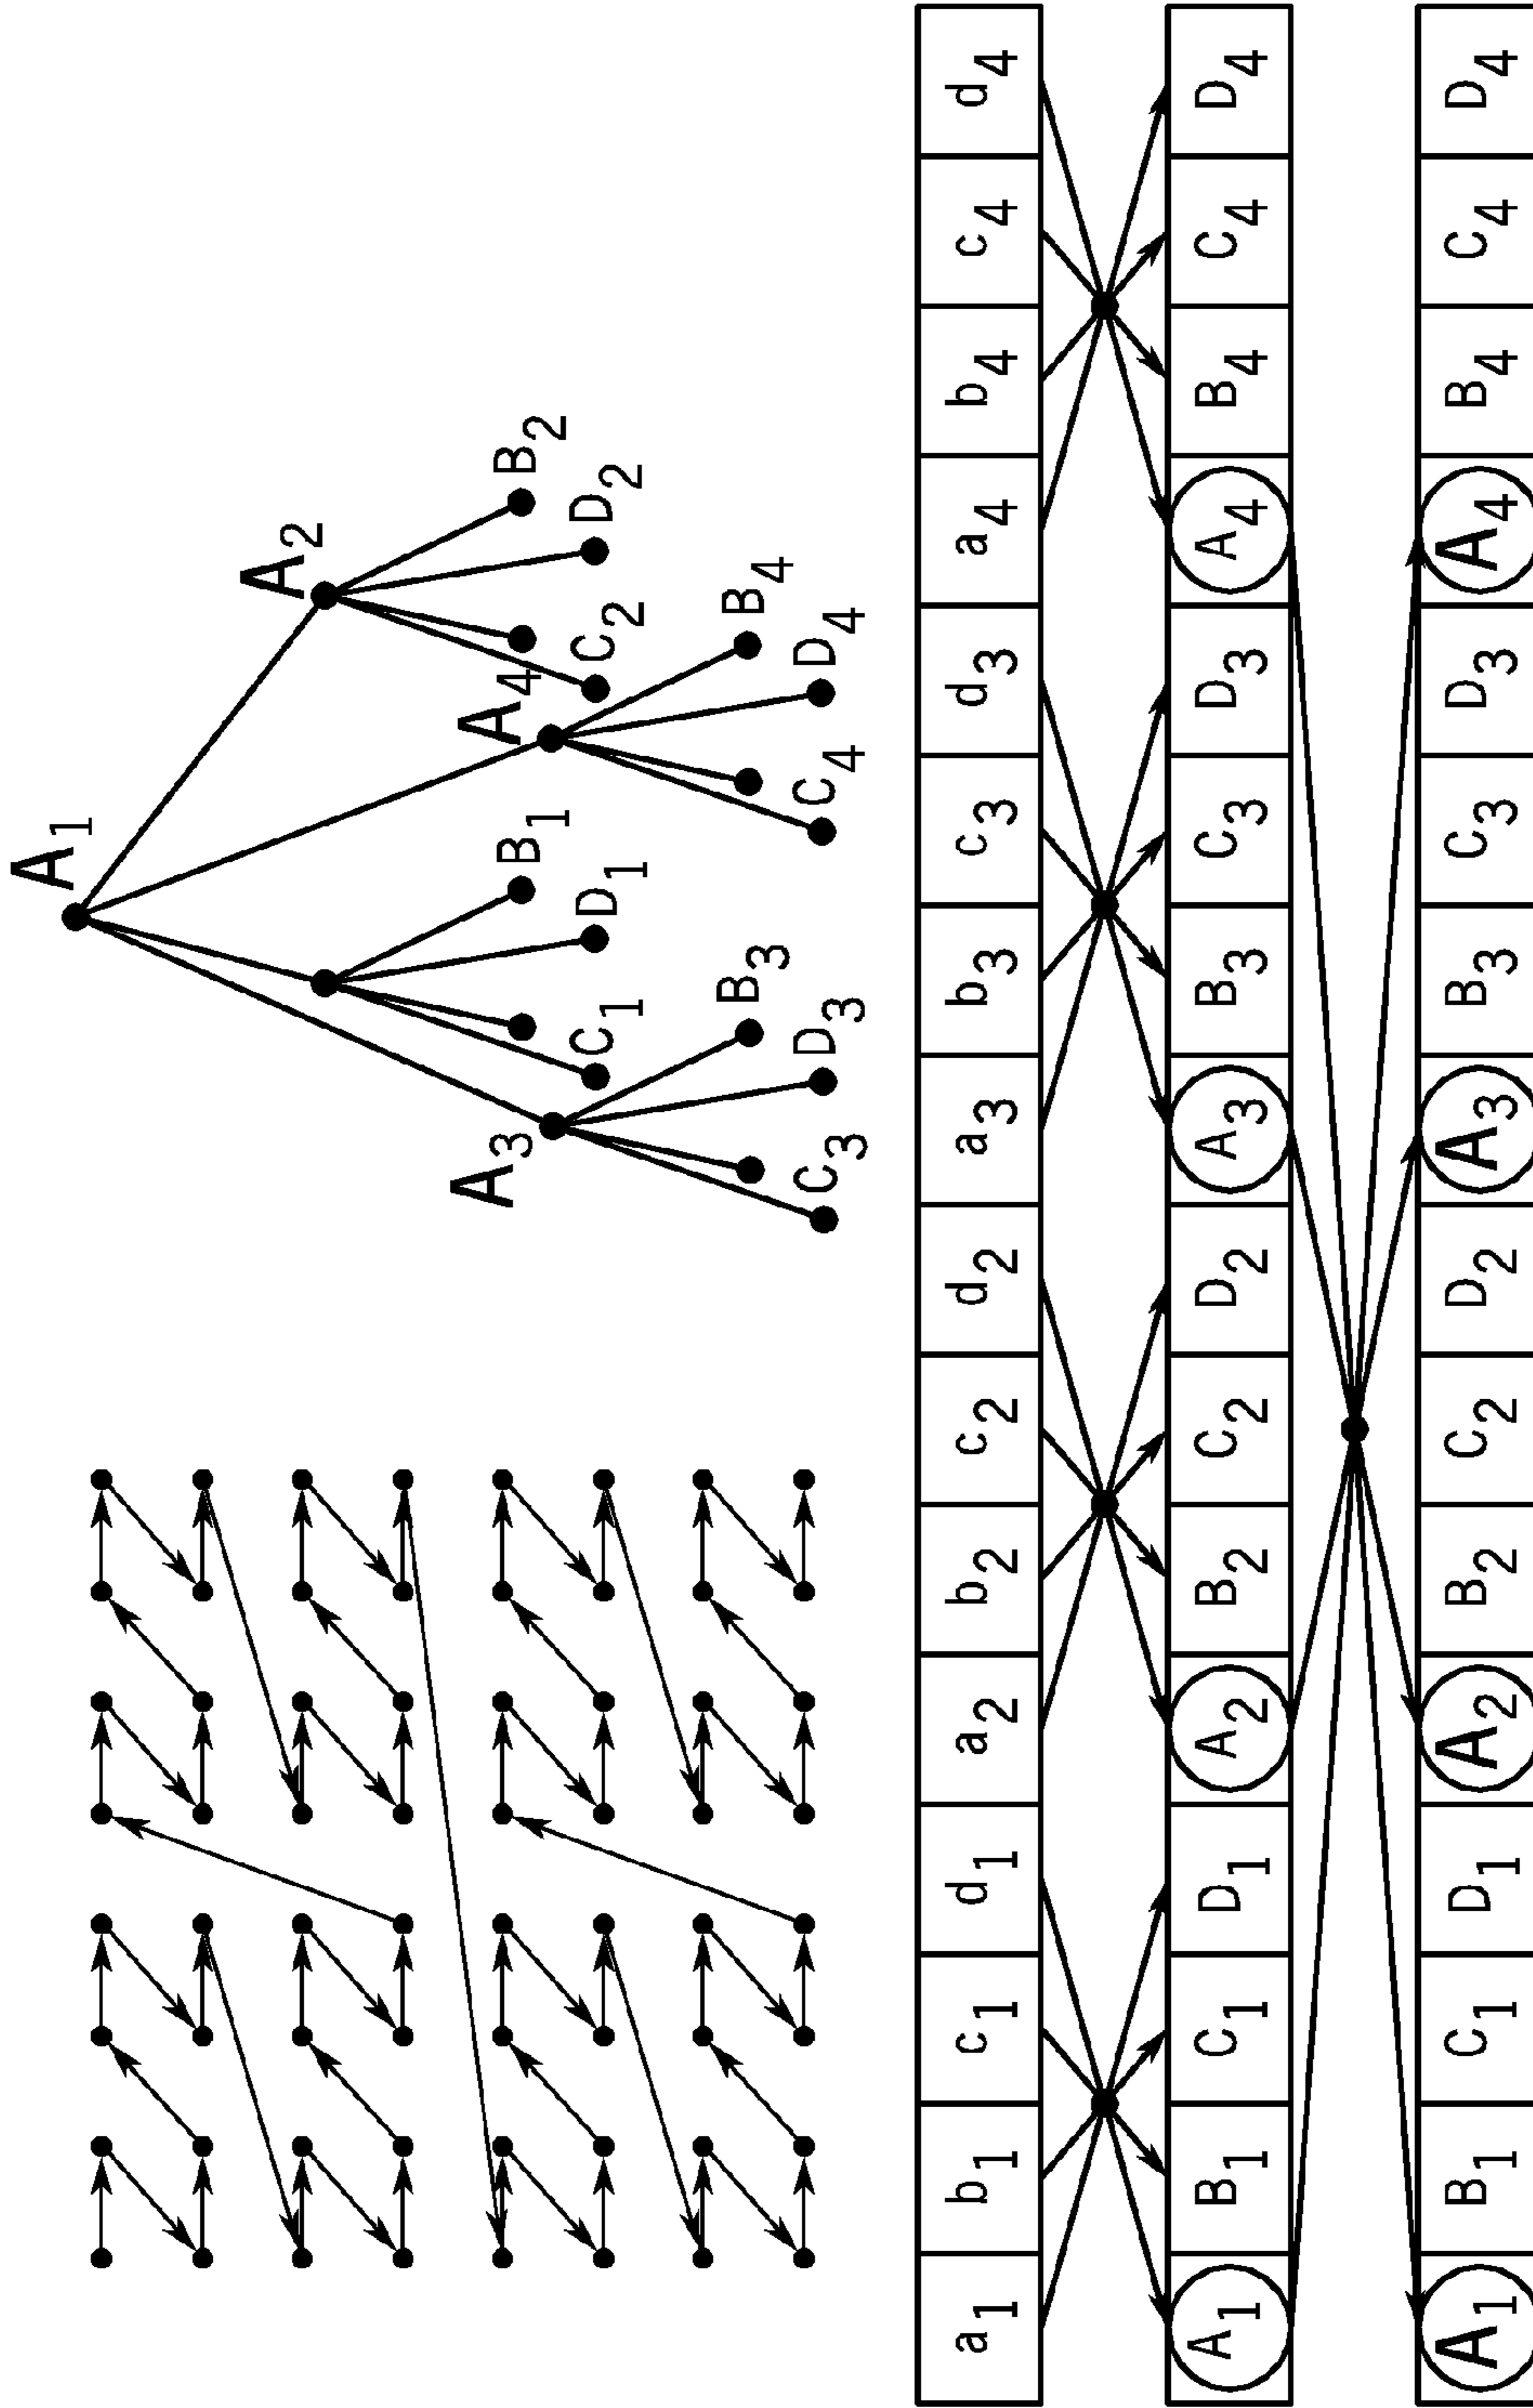 A1
A2
B1
B2
D1
D2
C1
C2
A3
A4
B3
B4
D3
D4
C3
C4
a1 b1 c1 d1 a2 b2 c2 d2 a3 b3 c3 d3 a4 b4 c4 d4
A1 B1 C1 D1 A2 B2 C2 D2 A3 B3 C3 D3 A4 B4 C4 D4
A1 B1 C1 D1 A2 B2 C2 D2 A3 B3 C3 D3 A4 B4 C4 D4